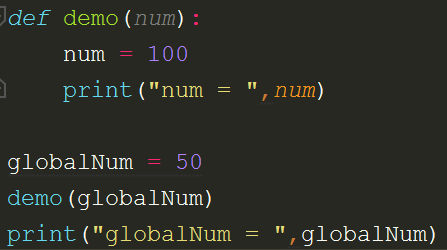 def demo(num):
    num = 100
    print("num = ",num)

globalNum = 50
demo(globalNum)
print("globalNum = ",globalNum)